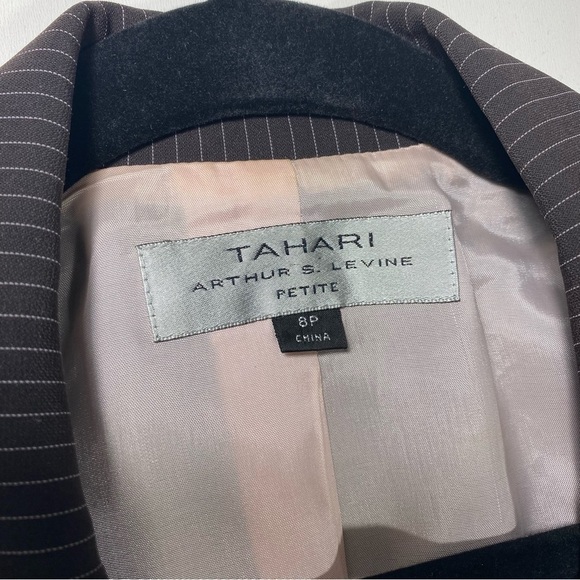 TAHARI
ARTHUR S. LEVINE
PETITE
8P
CHINA